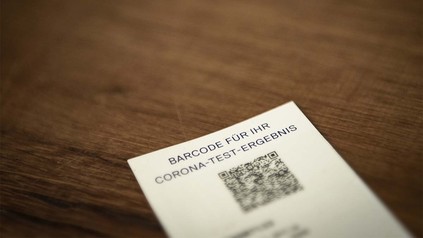 BARCODE FÜR IHR
CORONA-TEST-ERGEBNIS